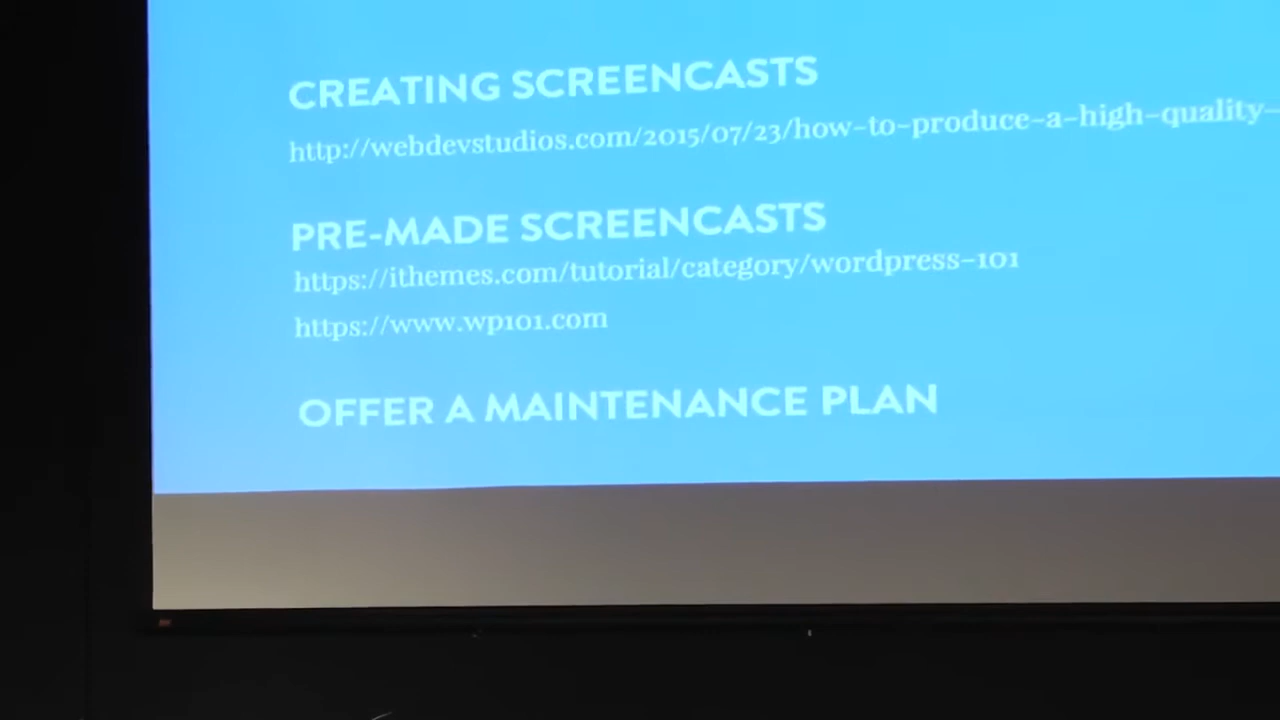 CREATING SCREENCASTS
http://webdevstudios.com/2015/07/23/how-to-produce-a-high-quality-
PRE-MADE SCREENCASTS
https://ithemes.com/tutorial/category/wordpress-101
https://www.wp101.com
OFFER A MAINTENANCE PLAN